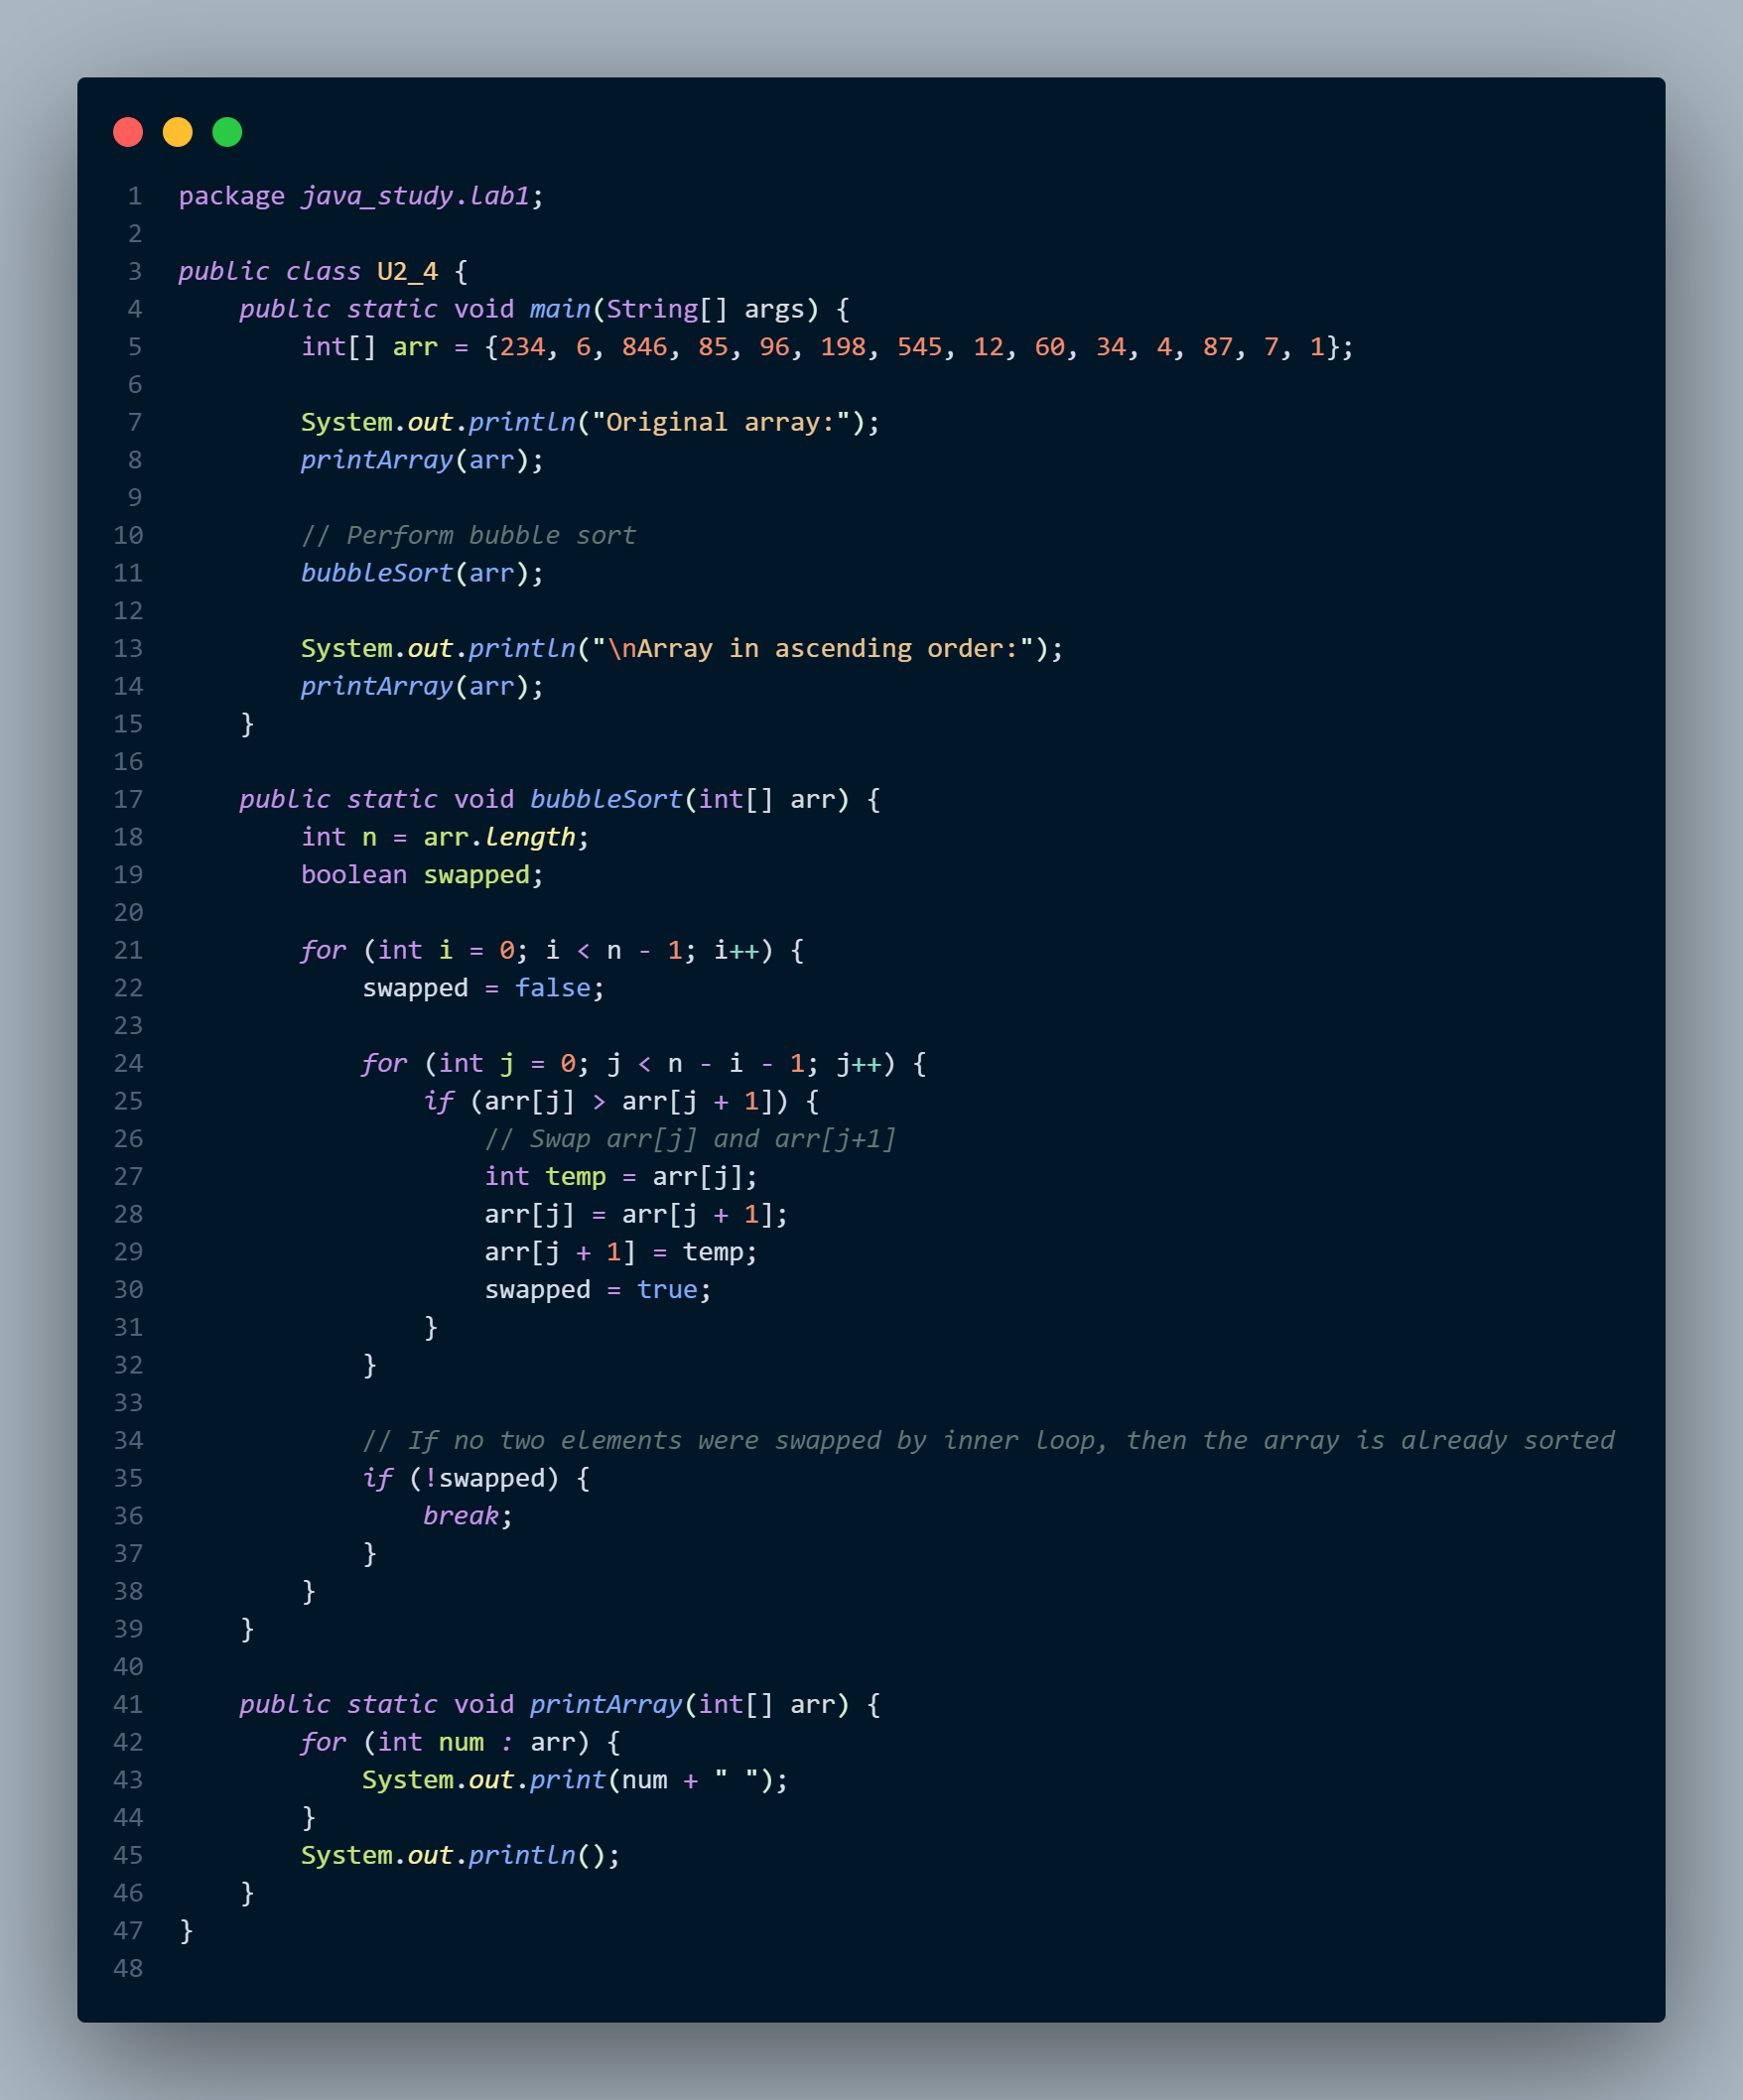 1 package java_study.lab1;
2
3 public class U2_4 {
4     public static void main(String[] args) {
5         int[] arr = {234, 6, 846, 85, 96, 198, 545, 12, 60, 34, 4, 87, 7, 1};
6
7         System.out.println("Original array:");
8         printArray(arr);
9
10         // Perform bubble sort
11         bubbleSort(arr);
12
13         System.out.println("\nArray in ascending order:");
14         printArray(arr);
15     }
16
17     public static void bubbleSort(int[] arr) {
18         int n = arr.length;
19         boolean swapped;
20
21         for (int i = 0; i < n - 1; i++) {
22             swapped = false;
23
24             for (int j = 0; j < n - i - 1; j++) {
25                 if (arr[j] > arr[j + 1]) {
26                     // Swap arr[j] and arr[j+1]
27                     int temp = arr[j];
28                     arr[j] = arr[j + 1];
29                     arr[j + 1] = temp;
30                     swapped = true;
31                 }
32             }
33
34             // If no two elements were swapped by inner loop, then the array is already sorted
35             if (!swapped) {
36                 break;
37             }
38         }
39     }
40
41     public static void printArray(int[] arr) {
42         for (int num : arr) {
43             System.out.print(num + " ");
44         }
45         System.out.println();
46     }
47 }
48